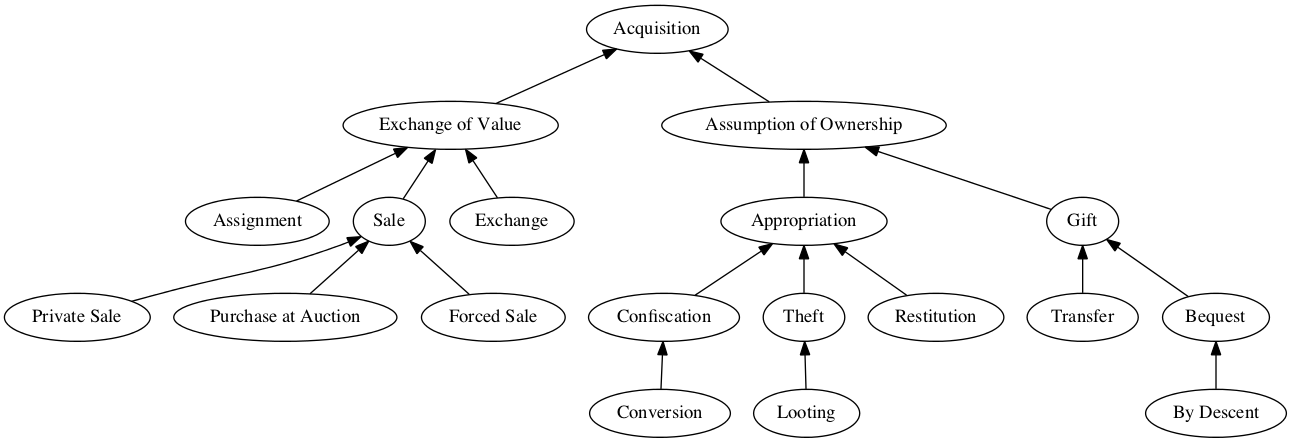 Acquisition
Exchange of Value
Assumption of Ownership
Assignment
Sale
Exchange
Appropriation
Gift
Private Sale
Purchase at Auction
Forced Sale
Confiscation
Theft
Restitution
Transfer
Bequest
Conversion
Looting
By Descent